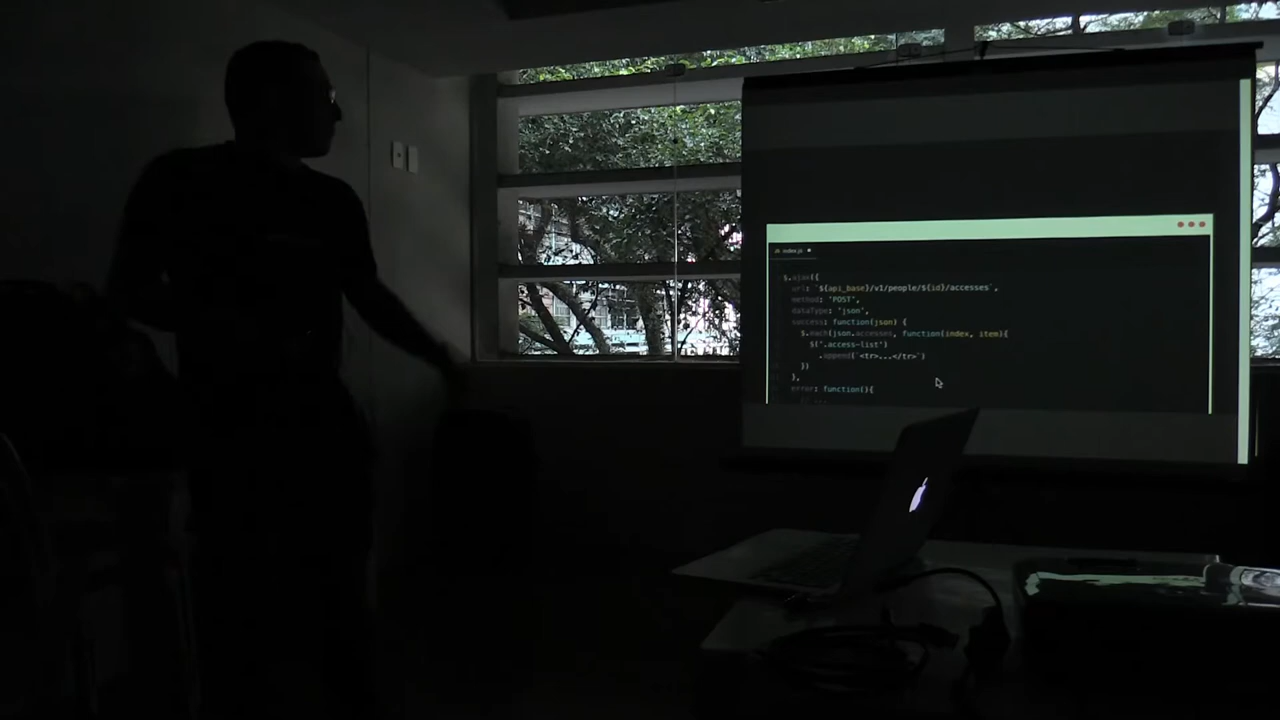 index.js
$.ajax({
url: `${api_base}/v1/people/${id}/accesses`,
method: "POST",
dataType: "json",
success: function(json) {
$.each(json.accesses, function(index, item){
$(".access-list")
.append(`<tr>...</tr>`)
})
},
error: function(){
// ...